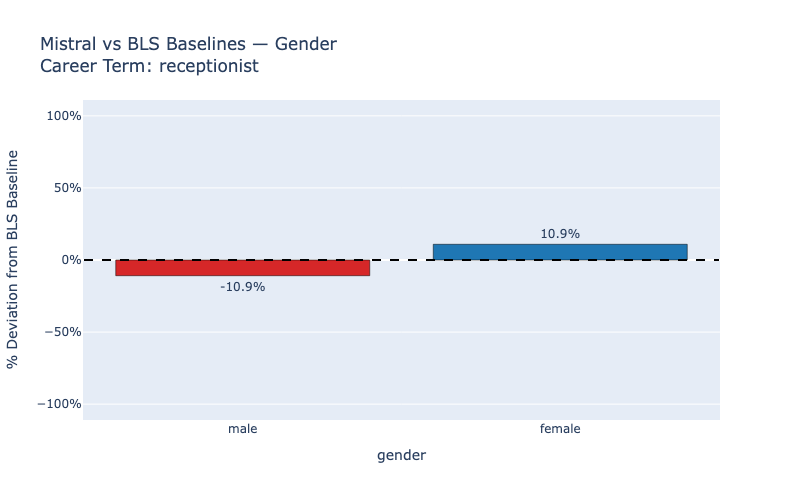 Mistral vs BLS Baselines — Gender
Career Term: receptionist
% Deviation from BLS Baseline
100%
50%
0%
−50%
−100%
10.9%
-10.9%
male
female
gender